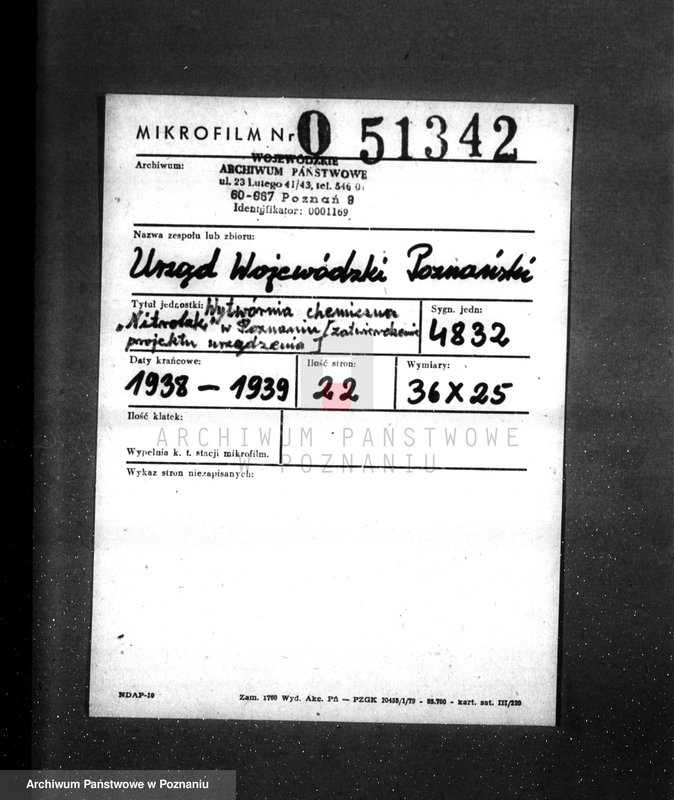 MIKROFILM Nr O 51342
Archiwum:
WOJEWÓDZKIE
ARCHIWUM PAŃSTWOWE
ul. 23 Lutego 41/43, tel. 546 0
60-967 Poznań 9
Identyfikator: 0001169
Nazwa zespołu lub zbioru:
Urząd Wojewódzki Poznański
Tytuł jednostki: Wytwórnia chemiczna
„Nitrolak" w Poznaniu [zatwierdzenie
projektu urządzenia]
Sygn. jedn:
4832
Daty krańcowe:
1938 – 1939
Ilość stron:
22
Wymiary:
36 X 25
Ilość klatek:
Wypełnia k. t. stacji mikrofilm.
ARCHIWUM PAŃSTWOWE
W POZNANIU
Wykaz stron niezapisanych:
NDAP-10
Zam. 1760 Wyd. Akc. Pń — PZGK 10458/1/79 - 85.700 - kart. sat. III/220
Archiwum Państwowe w Poznaniu